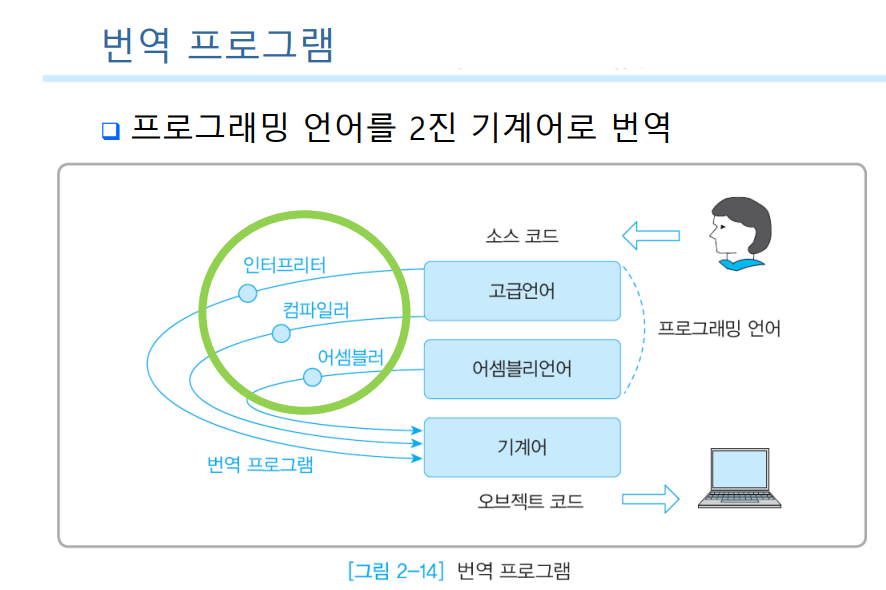 번역 프로그램
프로그래밍 언어를 2진 기계어로 번역
소스 코드
인터프리터
고급언어
컴파일러
프로그래밍 언어
어셈블러
어셈블리언어
기계어
번역 프로그램
오브젝트 코드
[그림 2-14] 번역 프로그램